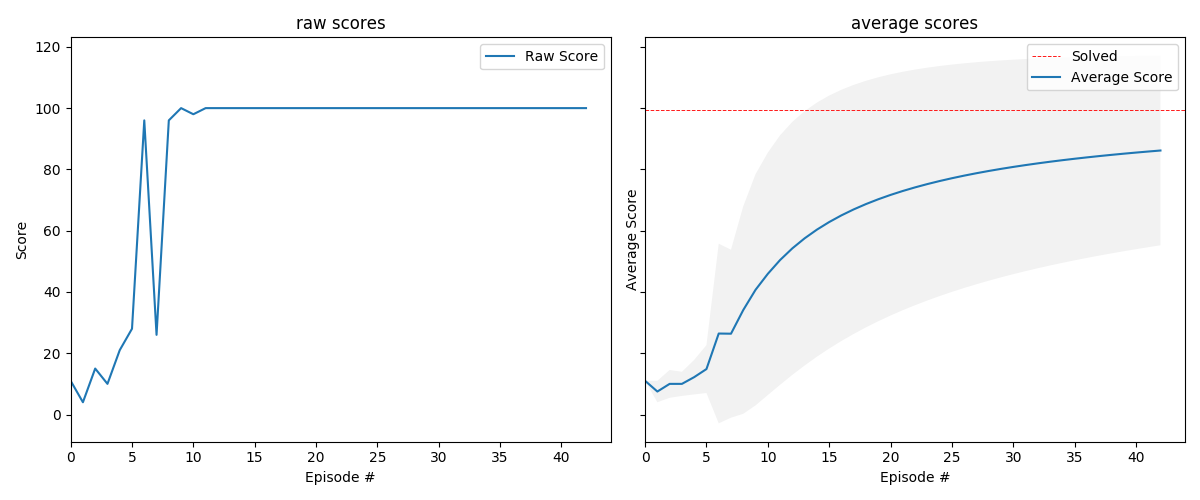 raw scores
120
100
80
60
40
20
0
Score
Raw Score
0 5 10 15 20 25 30 35 40
Episode #
average scores
Solved
Average Score
Average Score
0 5 10 15 20 25 30 35 40
Episode #